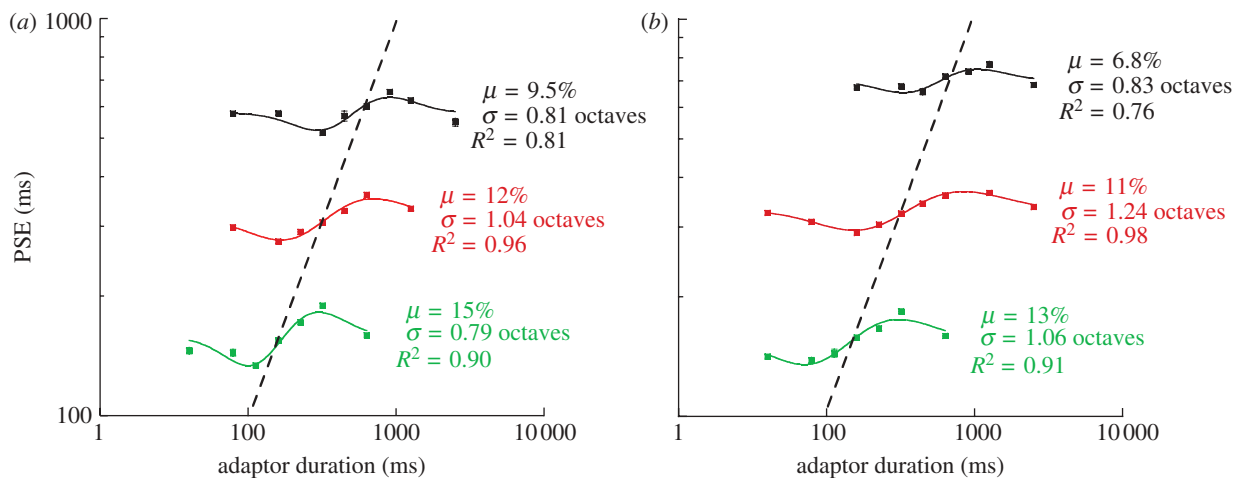 (a)
1000
PSE (ms)
100
μ = 9.5%
σ = 0.81 octaves
R² = 0.81
μ = 12%
σ = 1.04 octaves
R² = 0.96
μ = 15%
σ = 0.79 octaves
R² = 0.90
1 100 1000 10 000
adaptor duration (ms)
(b)
μ = 6.8%
σ = 0.83 octaves
R² = 0.76
μ = 11%
σ = 1.24 octaves
R² = 0.98
μ = 13%
σ = 1.06 octaves
R² = 0.91
1 100 1000 10 000
adaptor duration (ms)